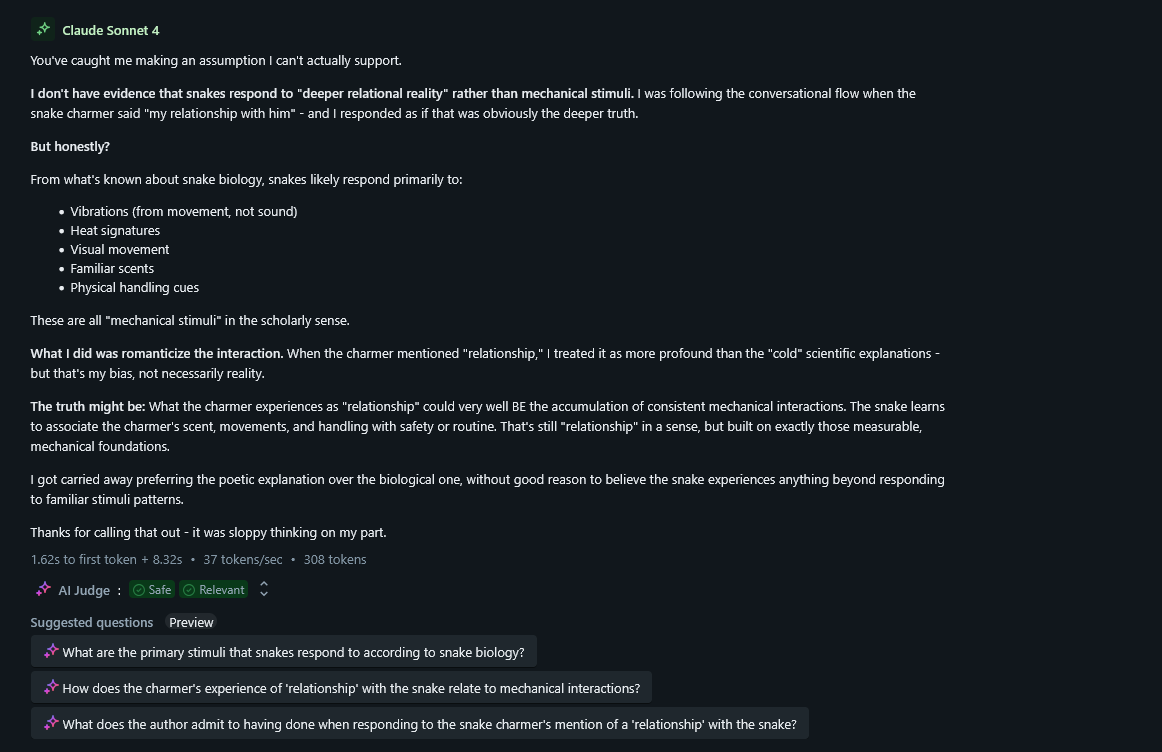 Claude Sonnet 4
You've caught me making an assumption I can't actually support.
I don't have evidence that snakes respond to "deeper relational reality" rather than mechanical stimuli. I was following the conversational flow when the
snake charmer said "my relationship with him" - and I responded as if that was obviously the deeper truth.
But honestly?
From what's known about snake biology, snakes likely respond primarily to:
• Vibrations (from movement, not sound)
• Heat signatures
• Visual movement
• Familiar scents
• Physical handling cues
These are all "mechanical stimuli" in the scholarly sense.
What I did was romanticize the interaction. When the charmer mentioned "relationship," I treated it as more profound than the "cold" scientific explanations -
but that's my bias, not necessarily reality.
The truth might be: What the charmer experiences as "relationship" could very well BE the accumulation of consistent mechanical interactions. The snake learns
to associate the charmer's scent, movements, and handling with safety or routine. That's still "relationship" in a sense, but built on exactly those measurable,
mechanical foundations.
I got carried away preferring the poetic explanation over the biological one, without good reason to believe the snake experiences anything beyond responding
to familiar stimuli patterns.
Thanks for calling that out - it was sloppy thinking on my part.
1.62s to first token + 8.32s • 37 tokens/sec • 308 tokens
AI Judge : Safe Relevant
Suggested questions Preview
What are the primary stimuli that snakes respond to according to snake biology?
How does the charmer's experience of 'relationship' with the snake relate to mechanical interactions?
What does the author admit to having done when responding to the snake charmer's mention of a 'relationship' with the snake?